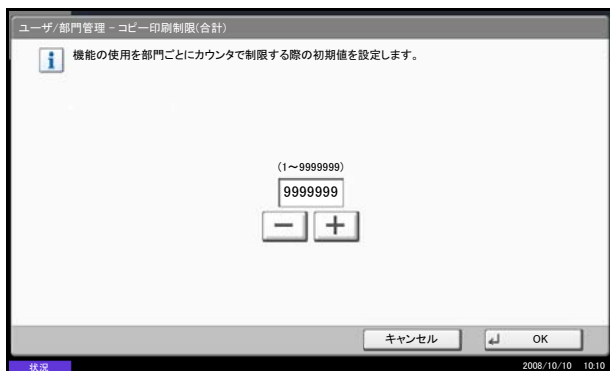 ユーザ/部門管理 - コピー印刷制限(合計)
機能の使用を部門ごとにカウンタで制限する際の初期値を設定します。
(1～9999999)
9999999
キャンセル
OK
状況
2008/10/10 10:10